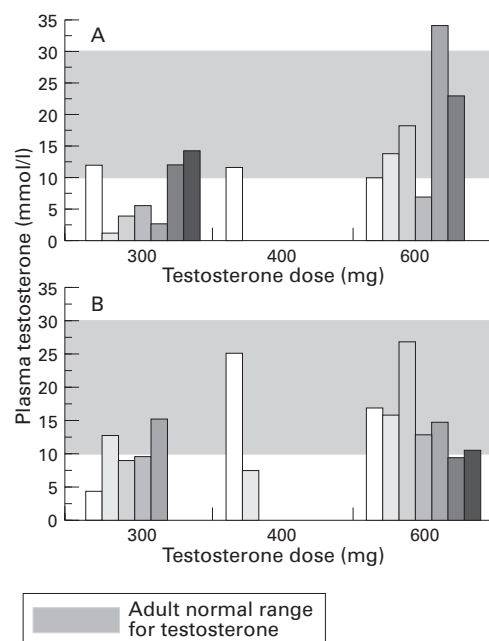 A
35
30
25
20
15
10
5
0
300 400 600
Testosterone dose (mg)
Plasma testosterone (mmol/l)
B
35
30
25
20
15
10
5
0
300 400 600
Testosterone dose (mg)
Adult normal range
for testosterone